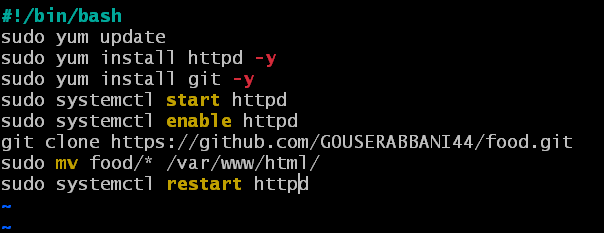 #!/bin/bash
sudo yum update
sudo yum install httpd -y
sudo yum install git -y
sudo systemctl start httpd
sudo systemctl enable httpd
git clone https://github.com/GOUSERABBANI44/food.git
sudo mv food/* /var/www/html/
sudo systemctl restart httpd
~
~